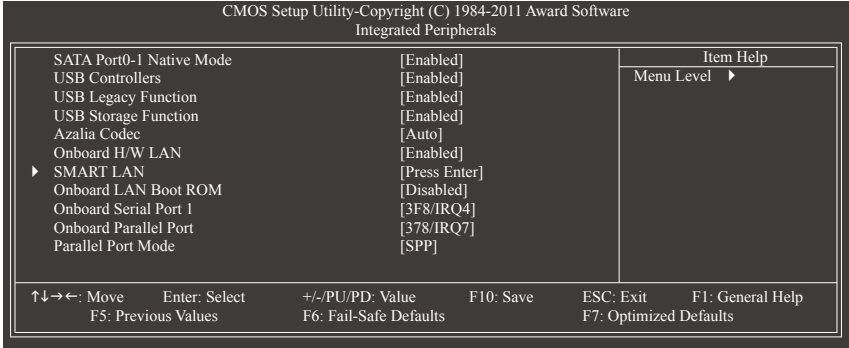 CMOS Setup Utility-Copyright (C) 1984-2011 Award Software
Integrated Peripherals
SATA Port0-1 Native Mode [Enabled]
USB Controllers [Enabled]
USB Legacy Function [Enabled]
USB Storage Function [Enabled]
Azalia Codec [Auto]
Onboard H/W LAN [Enabled]
SMART LAN [Press Enter]
Onboard LAN Boot ROM [Disabled]
Onboard Serial Port 1 [3F8/IRQ4]
Onboard Parallel Port [378/IRQ7]
Parallel Port Mode [SPP]
Item Help
Menu Level
↑↓→←: Move Enter: Select +/-/PU/PD: Value F10: Save ESC: Exit F1: General Help
F5: Previous Values F6: Fail-Safe Defaults F7: Optimized Defaults